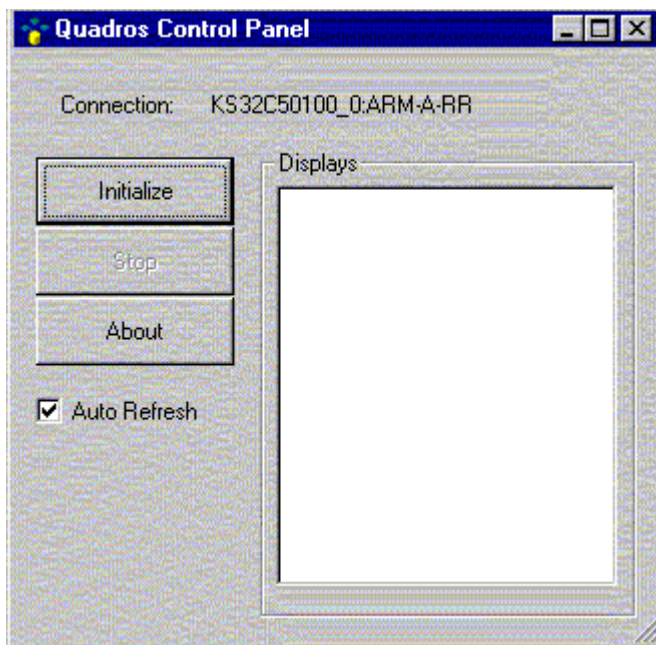 Quadros Control Panel
Connection: KS32C50100_0:ARM-A-RR
Initialize
Stop
About
Auto Refresh
Displays